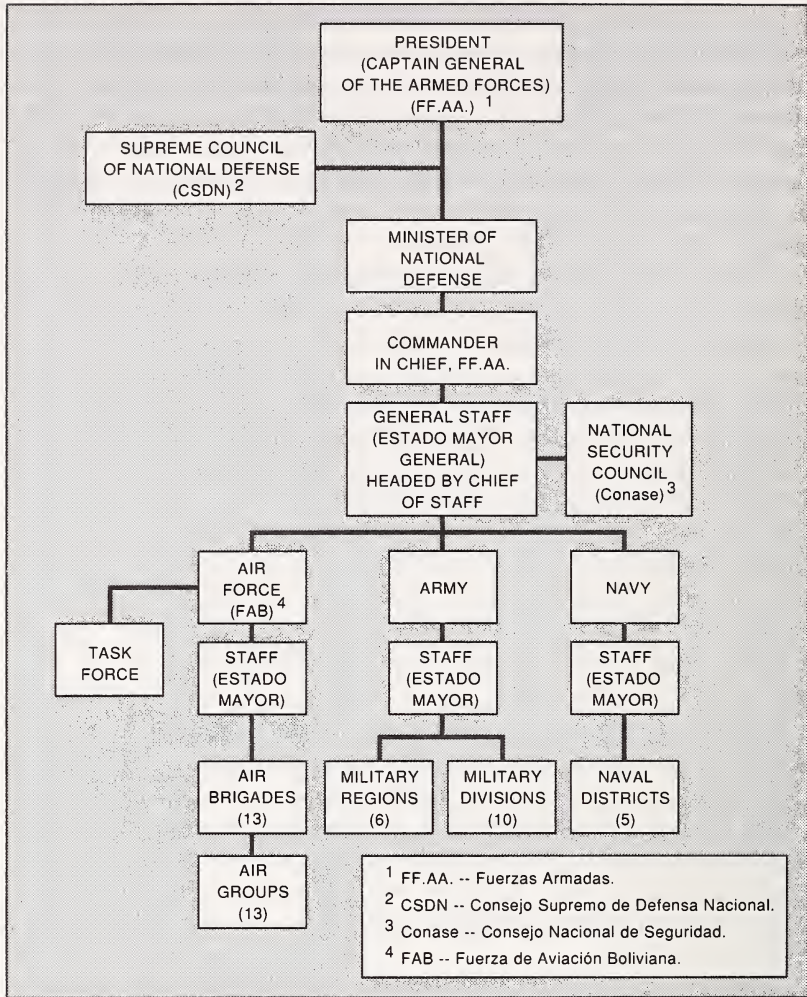 PRESIDENT
(CAPTAIN GENERAL
OF THE ARMED FORCES)
(FF.AA.) 1
SUPREME COUNCIL
OF NATIONAL DEFENSE
(CSDN) 2
MINISTER OF
NATIONAL
DEFENSE
COMMANDER
IN CHIEF, FF.AA.
GENERAL STAFF
(ESTADO MAYOR
GENERAL)
HEADED BY CHIEF
OF STAFF
NATIONAL
SECURITY
COUNCIL
(Conase) 3
AIR
FORCE
(FAB) 4
ARMY
NAVY
TASK
FORCE
STAFF
(ESTADO
MAYOR)
STAFF
(ESTADO
MAYOR)
STAFF
(ESTADO
MAYOR)
AIR
BRIGADES
(13)
MILITARY
REGIONS
(6)
MILITARY
DIVISIONS
(10)
NAVAL
DISTRICTS
(5)
AIR
GROUPS
(13)
1 FF.AA. -- Fuerzas Armadas.
2 CSDN -- Consejo Supremo de Defensa Nacional.
3 Conase -- Consejo Nacional de Seguridad.
4 FAB -- Fuerza de Aviación Boliviana.